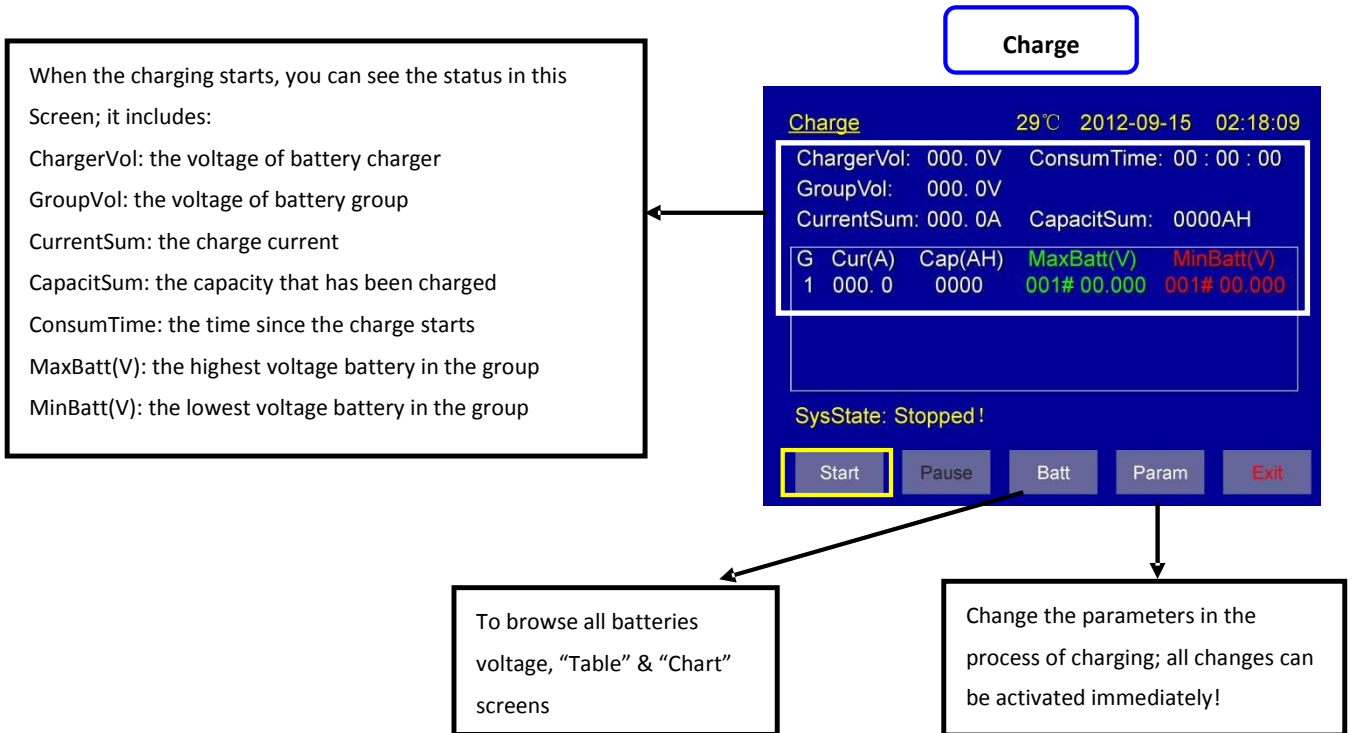 Charge
When the charging starts, you can see the status in this
Screen; it includes:
ChargerVol: the voltage of battery charger
GroupVol: the voltage of battery group
CurrentSum: the charge current
CapacitSum: the capacity that has been charged
ConsumTime: the time since the charge starts
MaxBatt(V): the highest voltage battery in the group
MinBatt(V): the lowest voltage battery in the group
Charge 29℃ 2012-09-15 02:18:09
ChargerVol: 000. 0V ConsumTime: 00 : 00 : 00
GroupVol: 000. 0V
CurrentSum: 000. 0A CapacitSum: 0000AH
G Cur(A) Cap(AH) MaxBatt(V) MinBatt(V)
1 000. 0 0000 001# 00.000 001# 00.000
SysState: Stopped !
Start Pause Batt Param Exit
To browse all batteries
voltage, “Table” & “Chart”
screens
Change the parameters in the
process of charging; all changes can
be activated immediately!